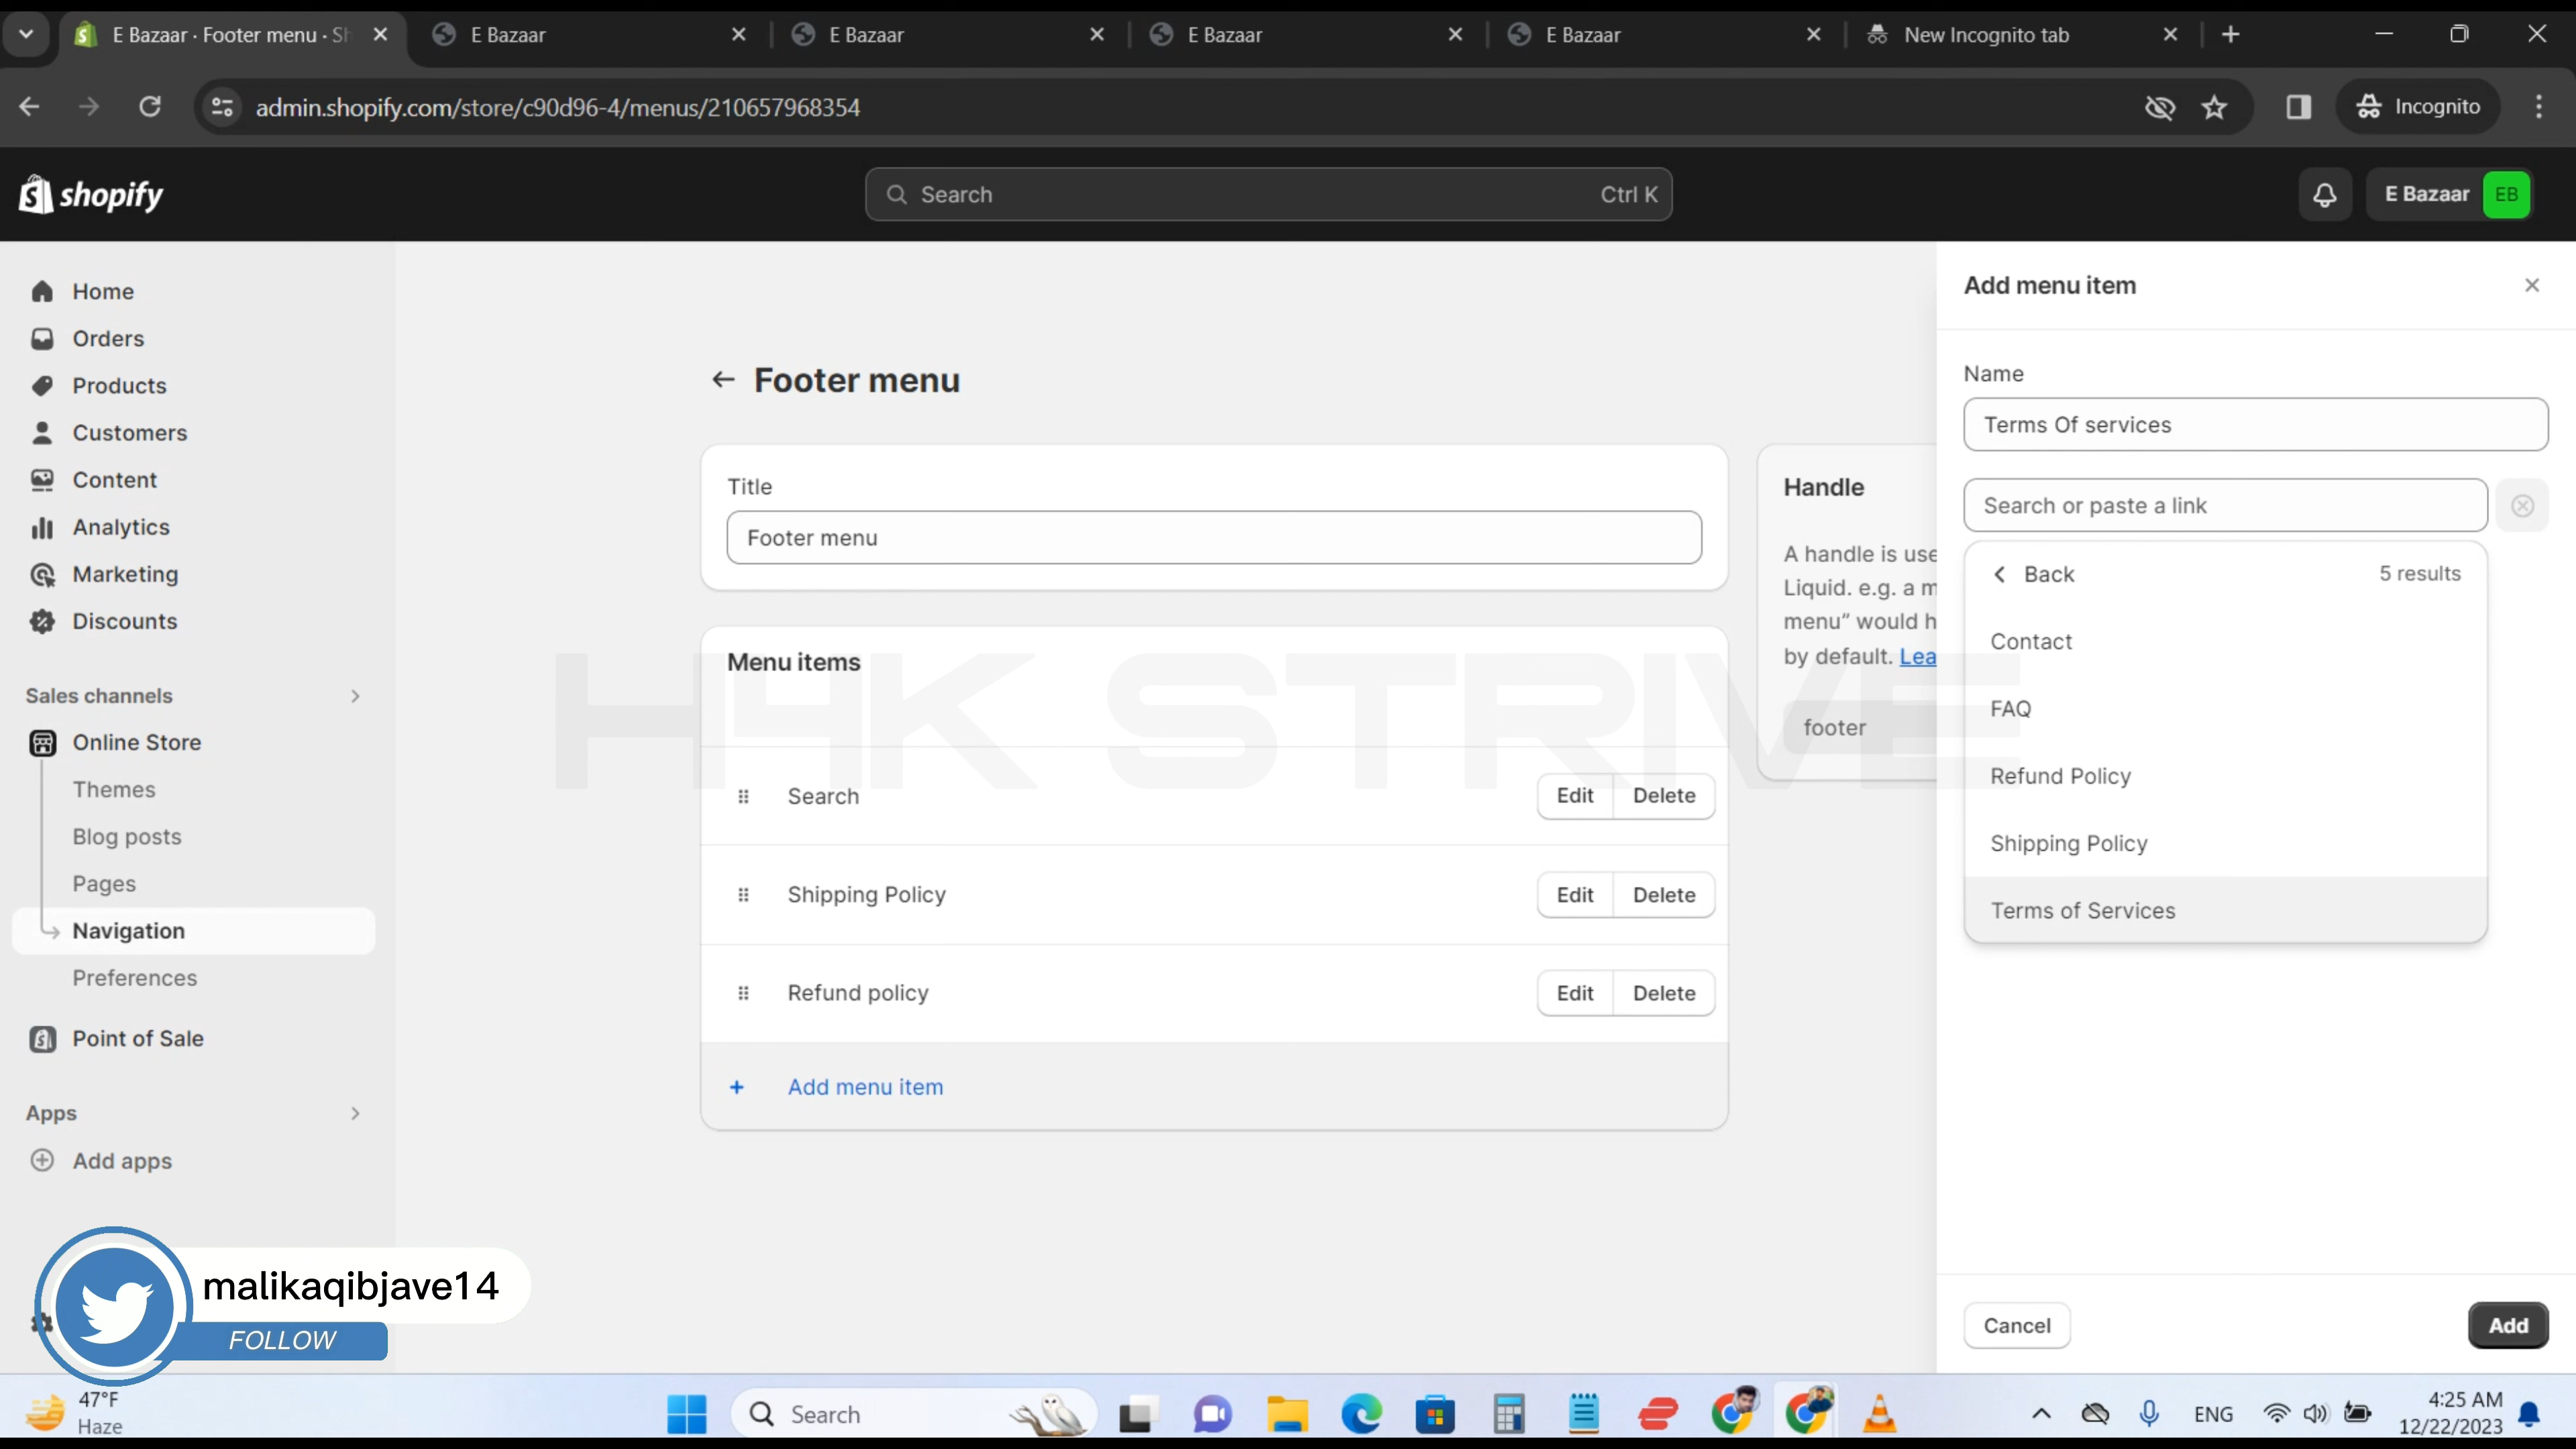 E Bazaar · Footer menu · Sh
E Bazaar
E Bazaar
E Bazaar
E Bazaar
New Incognito tab
admin.shopify.com/store/c90d96-4/menus/210657968354
Incognito
shopify
Search
Ctrl K
E Bazaar
EB
Home
Orders
Products
Customers
Content
Analytics
Marketing
Discounts
Sales channels
Online Store
Themes
Blog posts
Pages
Navigation
Preferences
Point of Sale
Apps
Add apps
Footer menu
Title
Footer menu
Menu items
Search
Edit
Delete
Shipping Policy
Edit
Delete
Refund policy
Edit
Delete
+ Add menu item
Handle
A handle is use
Liquid. e.g. a m
menu" would h
by default. Lea
footer
Add menu item
Name
Terms Of services
Search or paste a link
Back
5 results
Contact
FAQ
Refund Policy
Shipping Policy
Terms of Services
Cancel
Add
H4K STRIVE
malikaqibjave14
FOLLOW
47°F
Haze
Search
ENG
4:25 AM
12/22/2023